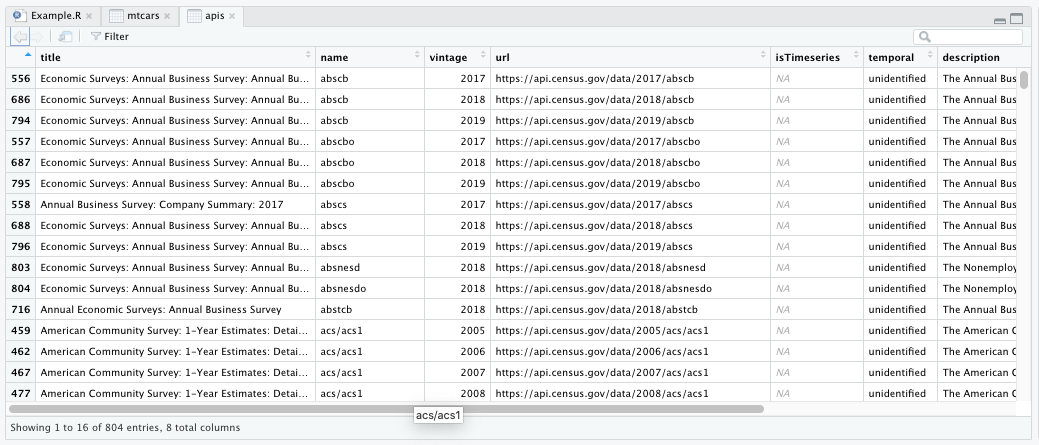 Example.R mtcars apis
Filter
title name vintage url isTimeseries temporal description
556 Economic Surveys: Annual Business Survey: Annual Bu... abscb 2017 https://api.census.gov/data/2017/abscb NA unidentified The Annual Bus
686 Economic Surveys: Annual Business Survey: Annual Bu... abscb 2018 https://api.census.gov/data/2018/abscb NA unidentified The Annual Bus
794 Economic Surveys: Annual Business Survey: Annual Bu... abscb 2019 https://api.census.gov/data/2019/abscb NA unidentified The Annual Bus
557 Economic Surveys: Annual Business Survey: Annual Bu... abscbo 2017 https://api.census.gov/data/2017/abscbo NA unidentified The Annual Bus
687 Economic Surveys: Annual Business Survey: Annual Bu... abscbo 2018 https://api.census.gov/data/2018/abscbo NA unidentified The Annual Bus
795 Economic Surveys: Annual Business Survey: Annual Bu... abscbo 2019 https://api.census.gov/data/2019/abscbo NA unidentified The Annual Bus
558 Annual Business Survey: Company Summary: 2017 abscs 2017 https://api.census.gov/data/2017/abscs NA unidentified The Annual Bus
688 Economic Surveys: Annual Business Survey: Annual Bu... abscs 2018 https://api.census.gov/data/2018/abscs NA unidentified The Annual Bus
796 Economic Surveys: Annual Business Survey: Annual Bu... abscs 2019 https://api.census.gov/data/2019/abscs NA unidentified The Annual Bus
803 Economic Surveys: Annual Business Survey: Annual Bu... absnesd 2018 https://api.census.gov/data/2018/absnesd NA unidentified The Nonemploy
804 Economic Surveys: Annual Business Survey: Annual Bu... absnesdo 2018 https://api.census.gov/data/2018/absnesdo NA unidentified The Nonemploy
716 Annual Economic Surveys: Annual Business Survey abstcb 2018 https://api.census.gov/data/2018/abstcb NA unidentified The Annual Bus
459 American Community Survey: 1-Year Estimates: Detai... acs/acs1 2005 https://api.census.gov/data/2005/acs/acs1 NA unidentified The American C
462 American Community Survey: 1-Year Estimates: Detai... acs/acs1 2006 https://api.census.gov/data/2006/acs/acs1 NA unidentified The American C
467 American Community Survey: 1-Year Estimates: Detai... acs/acs1 2007 https://api.census.gov/data/2007/acs/acs1 NA unidentified The American C
477 American Community Survey: 1-Year Estimates: Detai... acs/acs1 2008 https://api.census.gov/data/2008/acs/acs1 NA unidentified The American C
acs/acs1
Showing 1 to 16 of 804 entries, 8 total columns